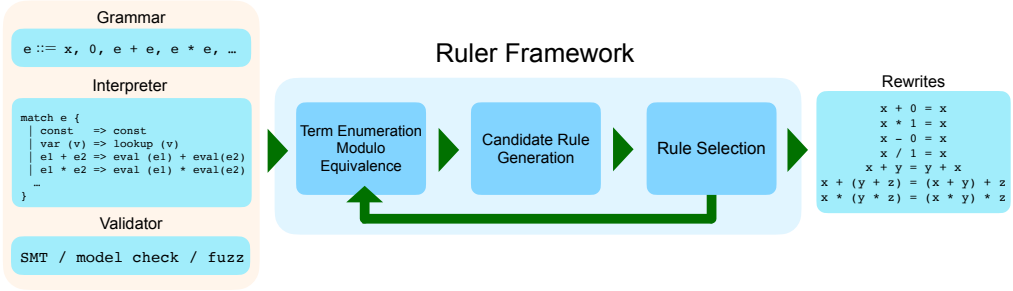 Grammar
e ::= x, 0, e + e, e * e, …
Interpreter
match e {
| const => const
| var (v) => lookup (v)
| e1 + e2 => eval (e1) + eval(e2)
| e1 * e2 => eval (e1) * eval(e2)
…
}
Validator
SMT / model check / fuzz
Ruler Framework
Term Enumeration
Modulo
Equivalence
Candidate Rule
Generation
Rule Selection
Rewrites
x + 0 = x
x * 1 = x
x - 0 = x
x / 1 = x
x + y = y + x
x + (y + z) = (x + y) + z
x * (y * z) = (x * y) * z